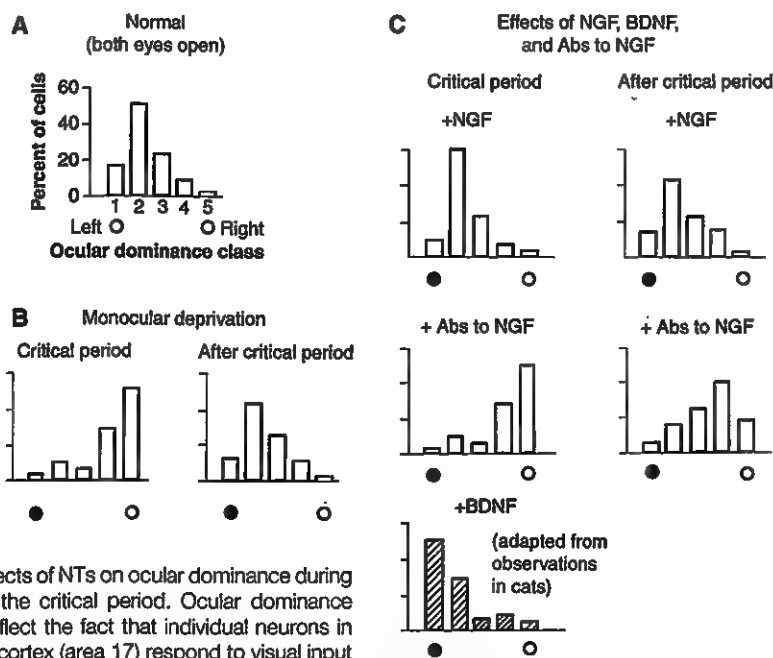 A
Normal
(both eyes open)
Percent of cells
60
40
20
0
1 2 3 4 5
Left Right
Ocular dominance class
B
Monocular deprivation
Critical period After critical period
C
Effects of NGF, BDNF,
and Abs to NGF
Critical period After critical period
+NGF +NGF
+ Abs to NGF + Abs to NGF
+BDNF
(adapted from
observations
in cats)
ects of NTs on ocular dominance during
the critical period. Ocular dominance
flect the fact that individual neurons in
cortex (area 17) respond to visual input